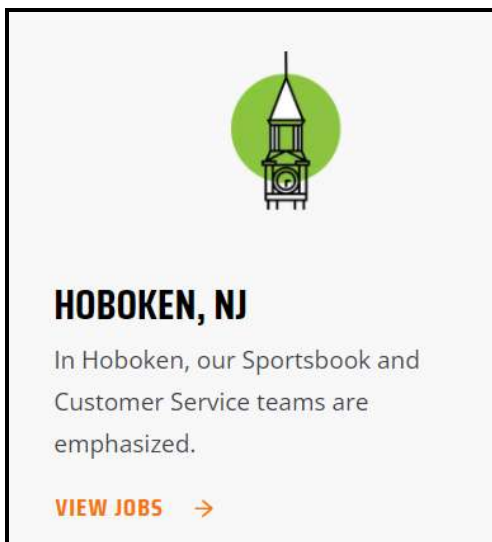 HOBOKEN, NJ
In Hoboken, our Sportsbook and
Customer Service teams are
emphasized.
VIEW JOBS →